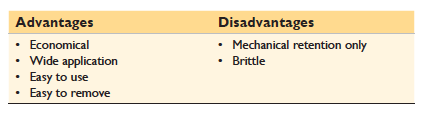 Advantages Disadvantages
• Economical • Mechanical retention only
• Wide application • Brittle
• Easy to use
• Easy to remove